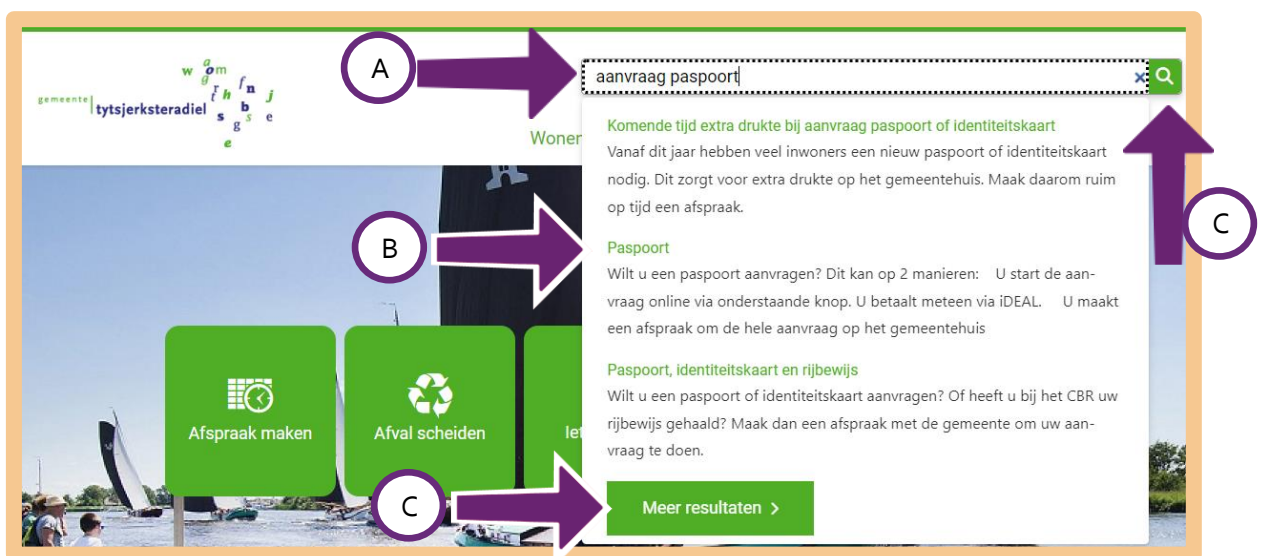 A
aanvraag paspoort
gemeente
tytsjerksteradiel
Komende tijd extra drukte bij aanvraag paspoort of identiteitskaart
Wonen
Vanaf dit jaar hebben veel inwoners een nieuw paspoort of identiteitskaart
nodig. Dit zorgt voor extra drukte op het gemeentehuis. Maak daarom ruim
op tijd een afspraak.
C
B
Paspoort
Wilt u een paspoort aanvragen? Dit kan op 2 manieren: U start de aan-
vraag online via onderstaande knop. U betaalt meteen via iDEAL. U maakt
een afspraak om de hele aanvraag op het gemeentehuis
Paspoort, identiteitskaart en rijbewijs
Wilt u een paspoort of identiteitskaart aanvragen? Of heeft u bij het CBR uw
rijbewijs gehaald? Maak dan een afspraak met de gemeente om uw aan-
vraag te doen.
Afspraak maken
Afval scheiden
C
Meer resultaten